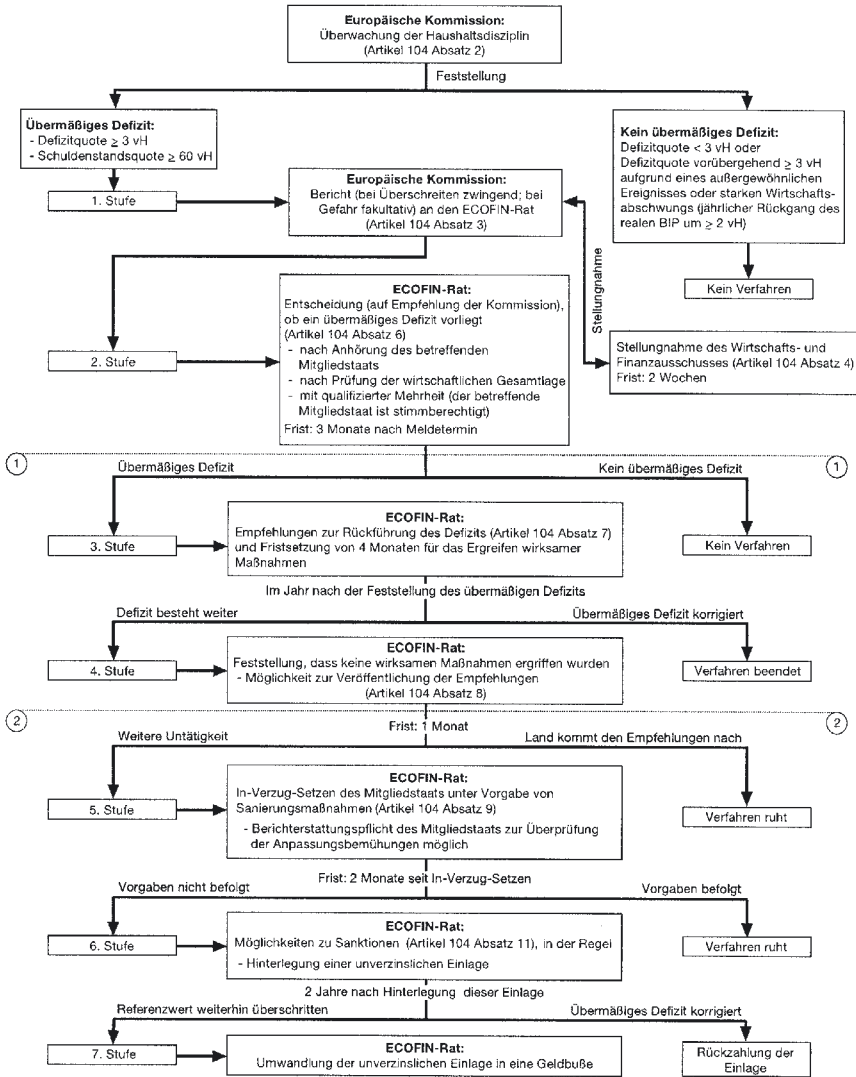 Europäische Kommission:
Überwachung der Haushaltsdisziplin
(Artikel 104 Absatz 2)
Feststellung
Übermäßiges Defizit:
- Defizitquote ≥ 3 vH
- Schuldenstandsquote ≥ 60 vH
Kein übermäßiges Defizit:
Defizitquote < 3 vH oder
Defizitquote vorübergehend ≥ 3 vH
aufgrund eines außergewöhnlichen
Ereignisses oder starken Wirtschafts-
abschwungs (jährlicher Rückgang des
realen BIP um ≥ 2 vH)
1. Stufe
Europäische Kommission:
Bericht (bei Überschreiten zwingend; bei
Gefahr fakultativ) an den ECOFIN-Rat
(Artikel 104 Absatz 3)
Kein Verfahren
Stellungnahme
2. Stufe
ECOFIN-Rat:
Entscheidung (auf Empfehlung der Kommission),
ob ein übermäßiges Defizit vorliegt
(Artikel 104 Absatz 6)
- nach Anhörung des betreffenden
Mitgliedstaats
- nach Prüfung der wirtschaftlichen Gesamtlage
- mit qualifizierter Mehrheit (der betreffende
Mitgliedstaat ist stimmberechtigt)
Frist: 3 Monate nach Meldetermin
Stellungnahme des Wirtschafts- und
Finanzausschusses (Artikel 104 Absatz 4)
Frist: 2 Wochen
1
1
Übermäßiges Defizit
Kein übermäßiges Defizit
3. Stufe
ECOFIN-Rat:
Empfehlungen zur Rückführung des Defizits (Artikel 104 Absatz 7)
und Fristsetzung von 4 Monaten für das Ergreifen wirksamer
Maßnahmen
Kein Verfahren
Im Jahr nach der Feststellung des übermäßigen Defizits
Defizit besteht weiter
Übermäßiges Defizit korrigiert
4. Stufe
ECOFIN-Rat:
Feststellung, dass keine wirksamen Maßnahmen ergriffen wurden
- Möglichkeit zur Veröffentlichung der Empfehlungen
(Artikel 104 Absatz 8)
Verfahren beendet
2
2
Frist: 1 Monat
Weitere Untätigkeit
Land kommt den Empfehlungen nach
5. Stufe
ECOFIN-Rat:
In-Verzug-Setzen des Mitgliedstaats unter Vorgabe von
Sanierungsmaßnahmen (Artikel 104 Absatz 9)
- Berichterstattungspflicht des Mitgliedstaats zur Überprüfung
der Anpassungsbemühungen möglich
Verfahren ruht
Frist: 2 Monate seit In-Verzug-Setzen
Vorgaben nicht befolgt
Vorgaben befolgt
6. Stufe
ECOFIN-Rat:
Möglichkeiten zu Sanktionen (Artikel 104 Absatz 11), in der Regel
- Hinterlegung einer unverzinslichen Einlage
Verfahren ruht
2 Jahre nach Hinterlegung dieser Einlage
Referenzwert weiterhin überschritten
Übermäßiges Defizit korrigiert
7. Stufe
ECOFIN-Rat:
Umwandlung der unverzinslichen Einlage in eine Geldbuße
Rückzahlung der
Einlage